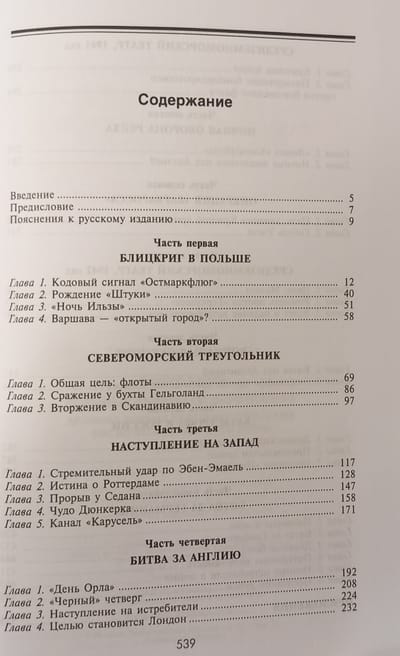 Содержание
Введение 5
Предисловие 7
Пояснения к русскому изданию 9
Часть первая
БЛИЦКРИГ В ПОЛЬШЕ
Глава 1. Кодовый сигнал «Остмаркфлюг» 12
Глава 2. Рождение «Штуки» 40
Глава 3. «Ночь Ильзы» 51
Глава 4. Варшава — «открытый город»? 58
Часть вторая
СЕВЕРОМОРСКИЙ ТРЕУГОЛЬНИК
Глава 1. Общая цель: флоты 69
Глава 2. Сражение у бухты Гельголанд 86
Глава 3. Вторжение в Скандинавию 97
Часть третья
НАСТУПЛЕНИЕ НА ЗАПАД
Глава 1. Стремительный удар по Эбен-Эмаель 117
Глава 2. Истина о Роттердаме 128
Глава 3. Прорыв у Седана 147
Глава 4. Чудо Дюнкерка 158
Глава 5. Канал «Карусель» 171
Часть четвертая
БИТВА ЗА АНГЛИЮ
Глава 1. «День Орла» 192
Глава 2. «Черный» четверг 208
Глава 3. Наступление на истребители 224
Глава 4. Целью становится Лондон 232
539